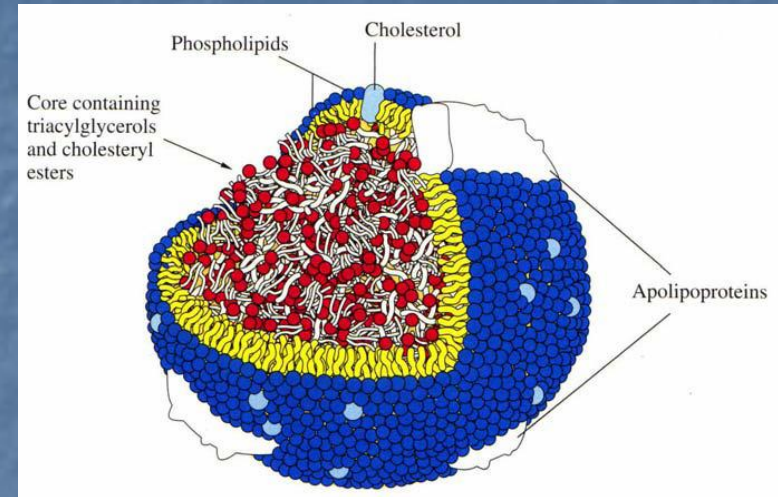 Cholesterol
Phospholipids
Core containing
triacylglycerols
and cholesteryl
esters
Apolipoproteins